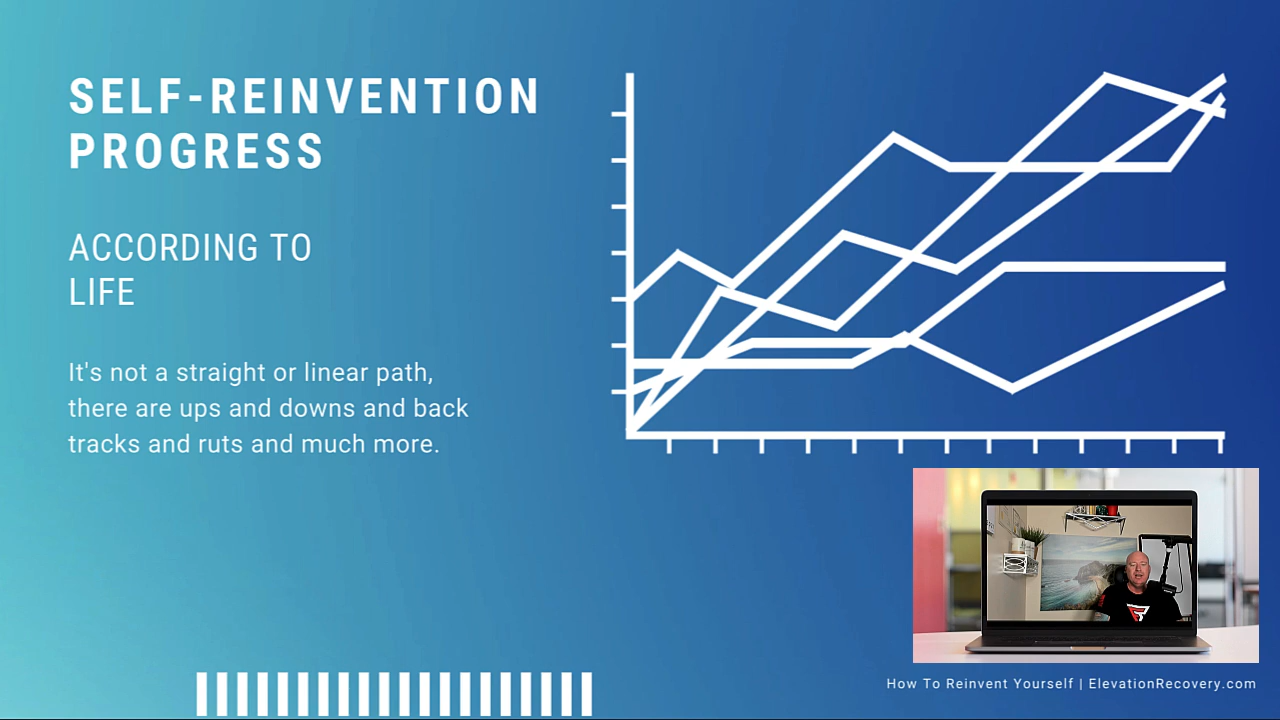 SELF-REINVENTION
PROGRESS
ACCORDING TO
LIFE
It's not a straight or linear path,
there are ups and downs and back
tracks and ruts and much more.
How To Reinvent Yourself | ElevationRecovery.com